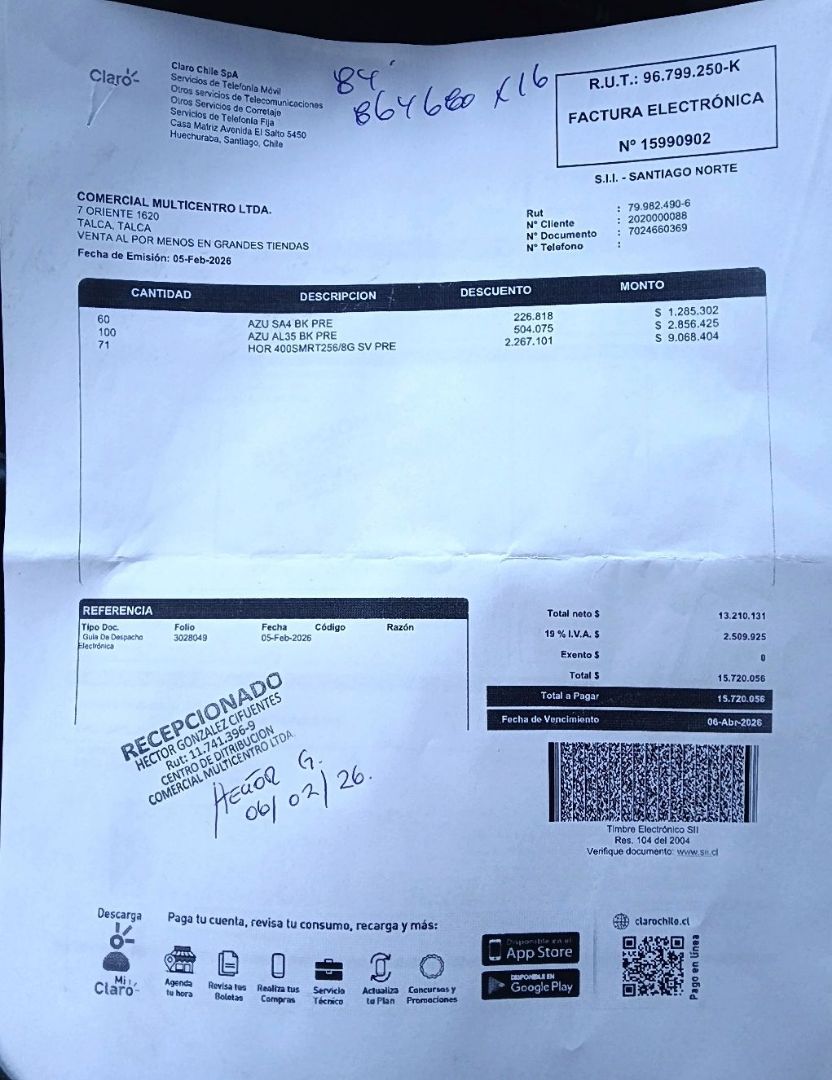 Claro
Claro Chile SpA
Servicios de Telefonía Móvil
Otros servicios de Telecomunicaciones
Otros Servicios de Corretaje
Servicios de Telefonía Fija
Casa Matriz Avenida El Salto 5450
Huechuraba, Santiago, Chile
84
864680 x 16
R.U.T.: 96.799.250-K
FACTURA ELECTRÓNICA
N° 15990902
S.I.I. - SANTIAGO NORTE
COMERCIAL MULTICENTRO LTDA.
7 ORIENTE 1620
TALCA, TALCA
VENTA AL POR MENOS EN GRANDES TIENDAS
Fecha de Emisión: 05-Feb-2026
Rut : 79.982.490-6
N° Cliente : 2020000088
N° Documento : 7024660369
N° Telefono :
CANTIDAD DESCRIPCION DESCUENTO MONTO
60 AZU SA4 BK PRE 226.818 $ 1.285.302
100 AZU AL35 BK PRE 504.075 $ 2.856.425
71 HOR 400SMRT256/8G SV PRE 2.267.101 $ 9.068.404
REFERENCIA
Tipo Doc. Folio Fecha Código Razón
Guia De Despacho Electrónica 3028049 05-Feb-2026
Total neto $ 13.210.131
19 % I.V.A. $ 2.509.925
Exento $ 0
Total $ 15.720.056
Total a Pagar 15.720.056
Fecha de Vencimiento 06-Abr-2026
RECEPCIONADO
HECTOR GONZALEZ CIFUENTES
Rut: 11.741.396-9
CENTRO DE DITRIBUCION
COMERCIAL MULTICENTRO LTDA.
HECTOR G.
06/02/26.
Timbre Electrónico SII
Res. 104 del 2004
Verifique documento: www.sii.cl
Descarga
Mi
Claro
Paga tu cuenta, revisa tu consumo, recarga y más:
Agenda tu hora
Revisa tus Boletas
Realiza tus Compras
Servicio Técnico
Actualiza tu Plan
Concursos y Promociones
Disponible en el
App Store
DISPONIBLE EN
Google Play
clarochile.cl
Pago en línea